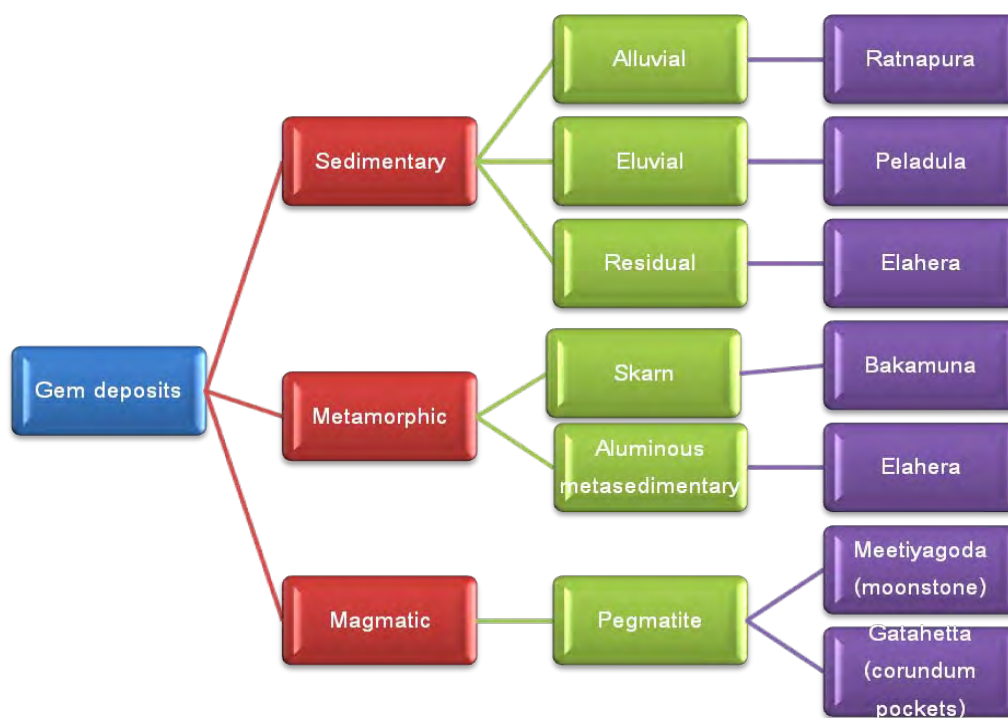 Gem deposits
Sedimentary
Alluvial
Ratnapura
Eluvial
Peladula
Residual
Elahera
Metamorphic
Skarn
Bakamuna
Aluminous
metasedimentary
Elahera
Magmatic
Pegmatite
Meetiyagoda
(moonstone)
Gatahetta
(corundum
pockets)